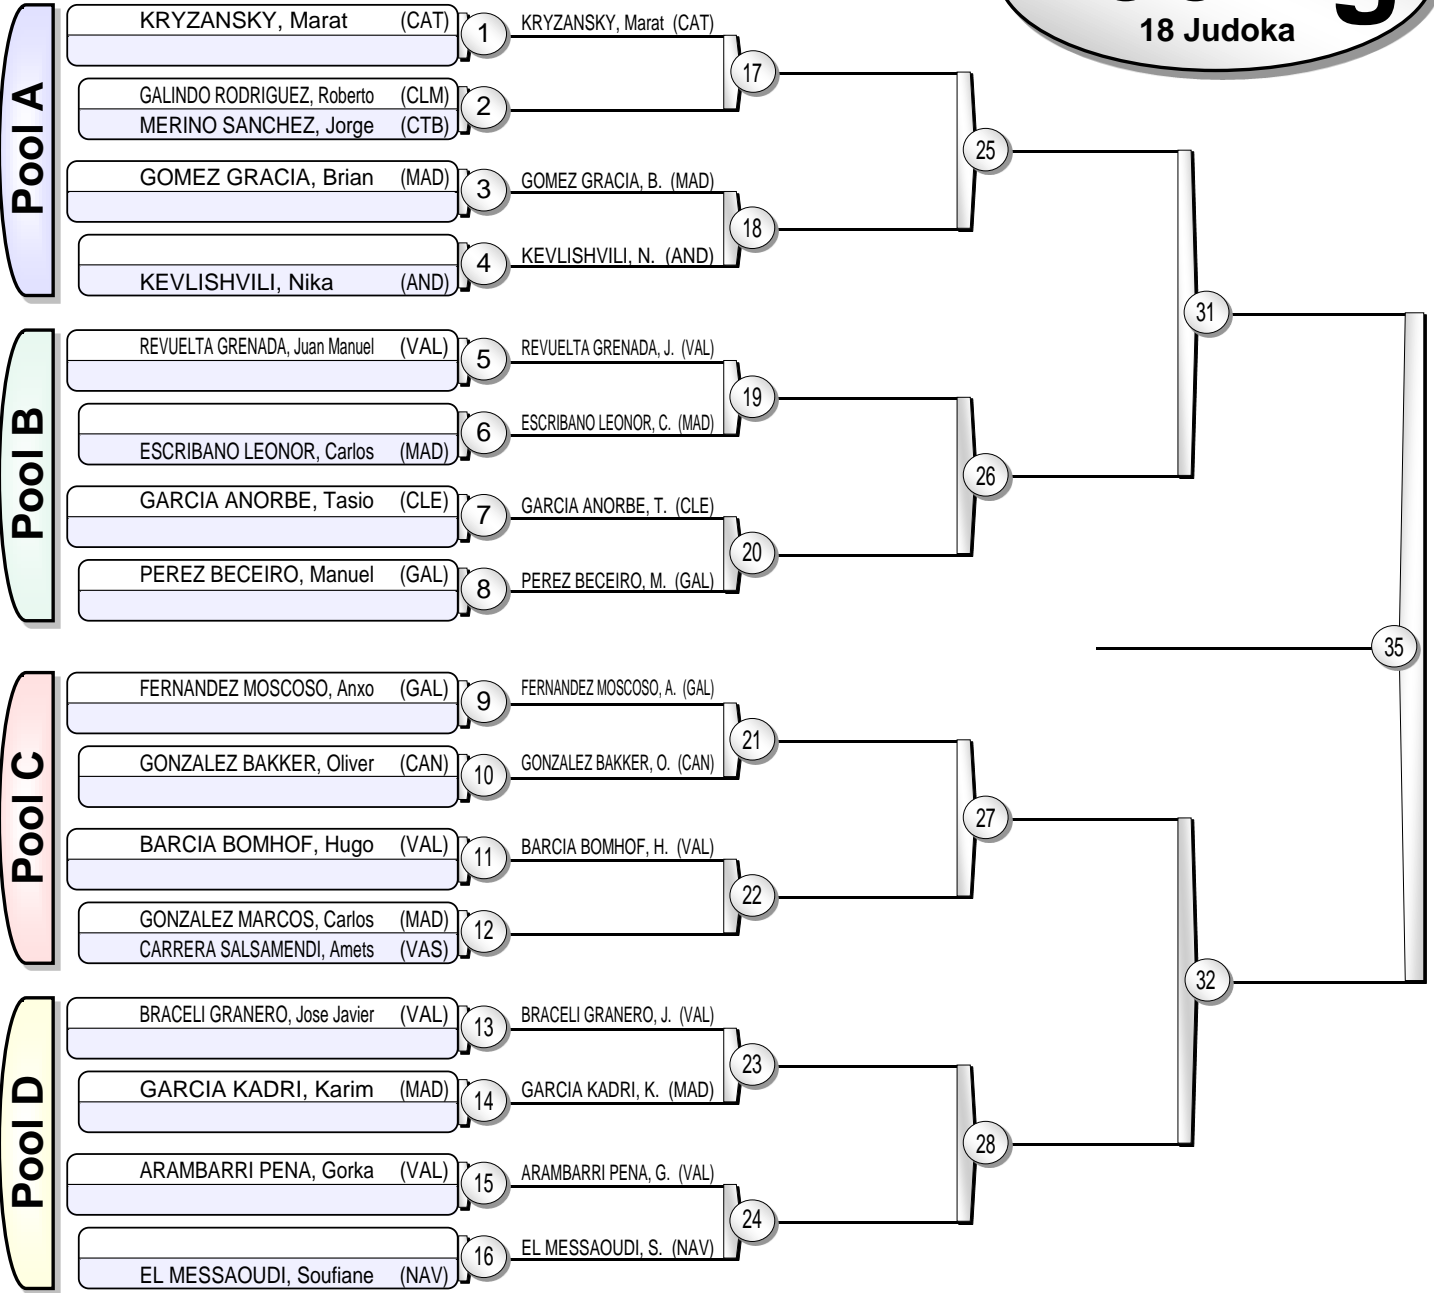 18 Judoka
Pool A
KRYZANSKY, Marat (CAT) 1 KRYZANSKY, Marat (CAT)
17
GALINDO RODRIGUEZ, Roberto (CLM)
2
MERINO SANCHEZ, Jorge (CTB)
25
GOMEZ GRACIA, Brian (MAD) 3 GOMEZ GRACIA, B. (MAD)
18
4 KEVLISHVILI, N. (AND)
KEVLISHVILI, Nika (AND)
31
Pool B
REVUELTA GRENADA, Juan Manuel (VAL) 5 REVUELTA GRENADA, J. (VAL)
19
6 ESCRIBANO LEONOR, C. (MAD)
ESCRIBANO LEONOR, Carlos (MAD)
26
GARCIA ANORBE, Tasio (CLE) 7 GARCIA ANORBE, T. (CLE)
20
PEREZ BECEIRO, Manuel (GAL) 8 PEREZ BECEIRO, M. (GAL)
35
Pool C
FERNANDEZ MOSCOSO, Anxo (GAL) 9 FERNANDEZ MOSCOSO, A. (GAL)
21
GONZALEZ BAKKER, Oliver (CAN) 10 GONZALEZ BAKKER, O. (CAN)
27
BARCIA BOMHOF, Hugo (VAL) 11 BARCIA BOMHOF, H. (VAL)
22
GONZALEZ MARCOS, Carlos (MAD)
12
CARRERA SALSAMENDI, Amets (VAS)
32
Pool D
BRACELI GRANERO, Jose Javier (VAL) 13 BRACELI GRANERO, J. (VAL)
23
GARCIA KADRI, Karim (MAD) 14 GARCIA KADRI, K. (MAD)
28
ARAMBARRI PENA, Gorka (VAL) 15 ARAMBARRI PENA, G. (VAL)
24
16 EL MESSAOUDI, S. (NAV)
EL MESSAOUDI, Soufiane (NAV)